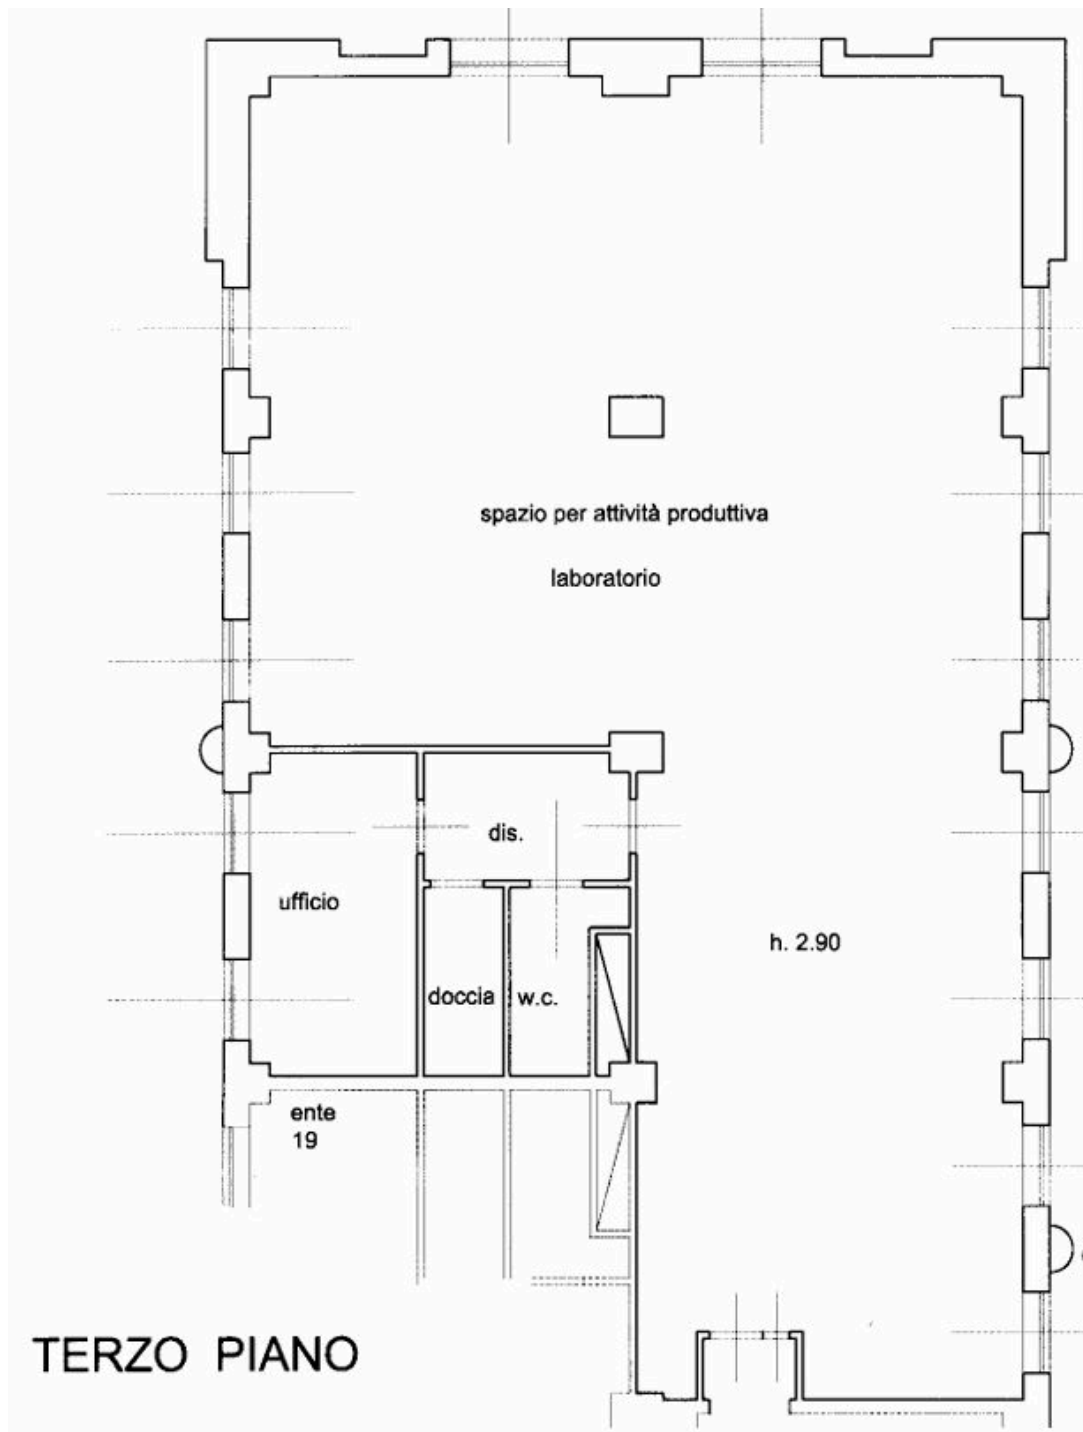 spazio per attività produttiva
laboratorio
dis.
ufficio
h. 2.90
doccia
w.c.
ente
19
TERZO PIANO